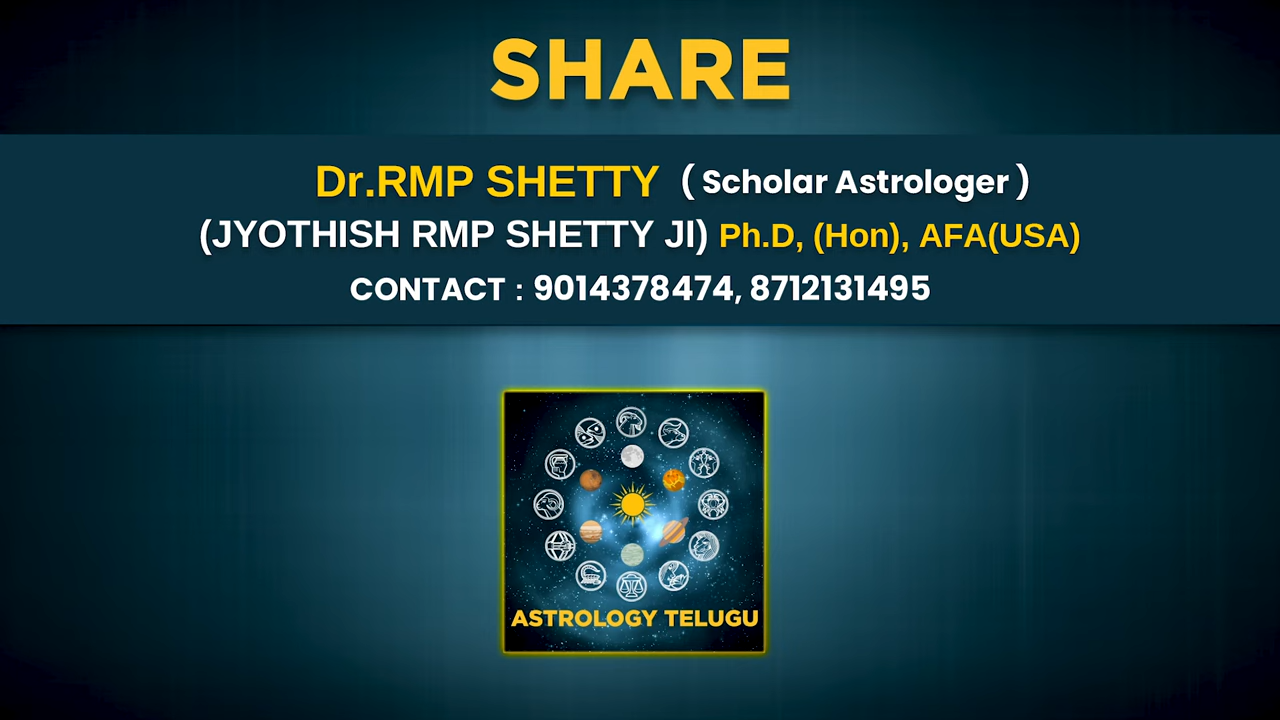 SHARE
Dr.RMP SHETTY ( Scholar Astrologer )
(JYOTHISH RMP SHETTY JI) Ph.D, (Hon), AFA(USA)
CONTACT : 9014378474, 8712131495
ASTROLOGY TELUGU